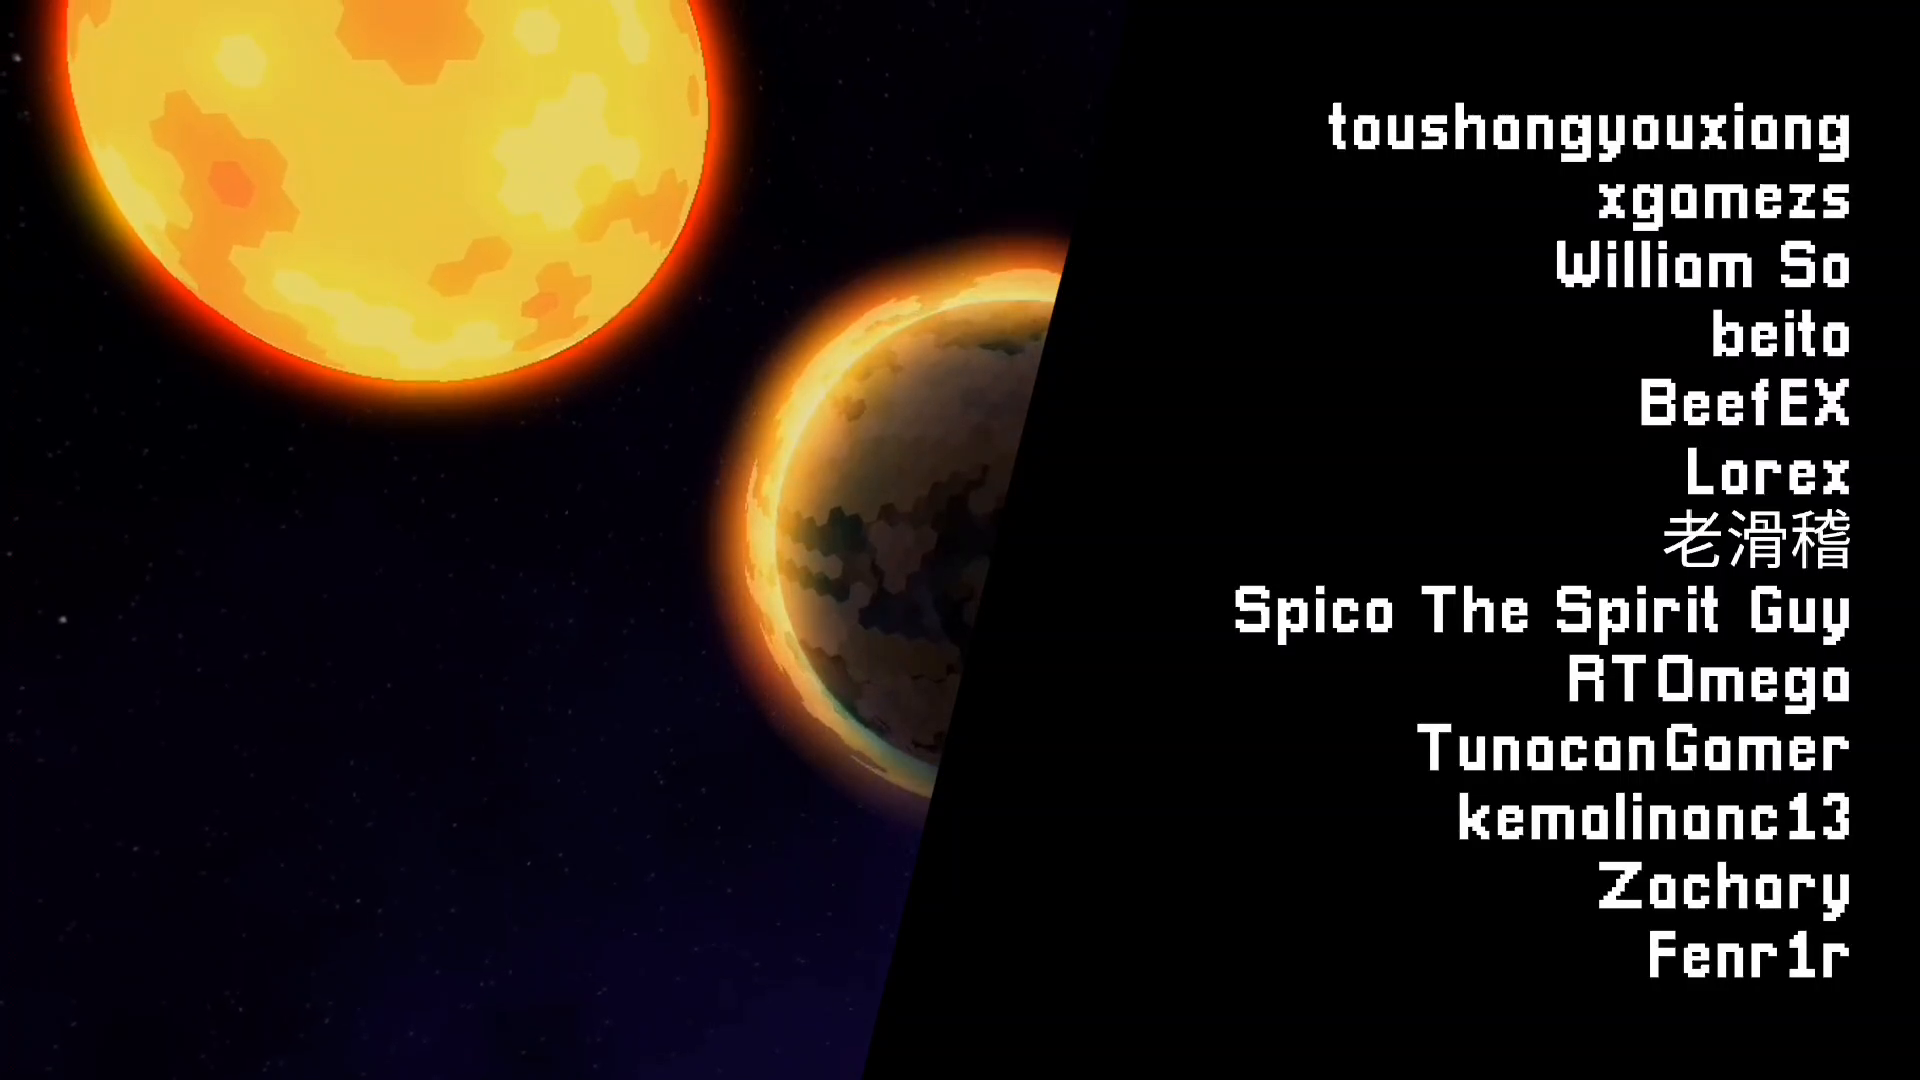 toushangyouxiang
xgamezs
William So
beito
BeefEX
Lorex
老滑稽
Spico The Spirit Guy
RTOmega
TunacanGamer
kemalinanc13
Zachary
Fenr1r